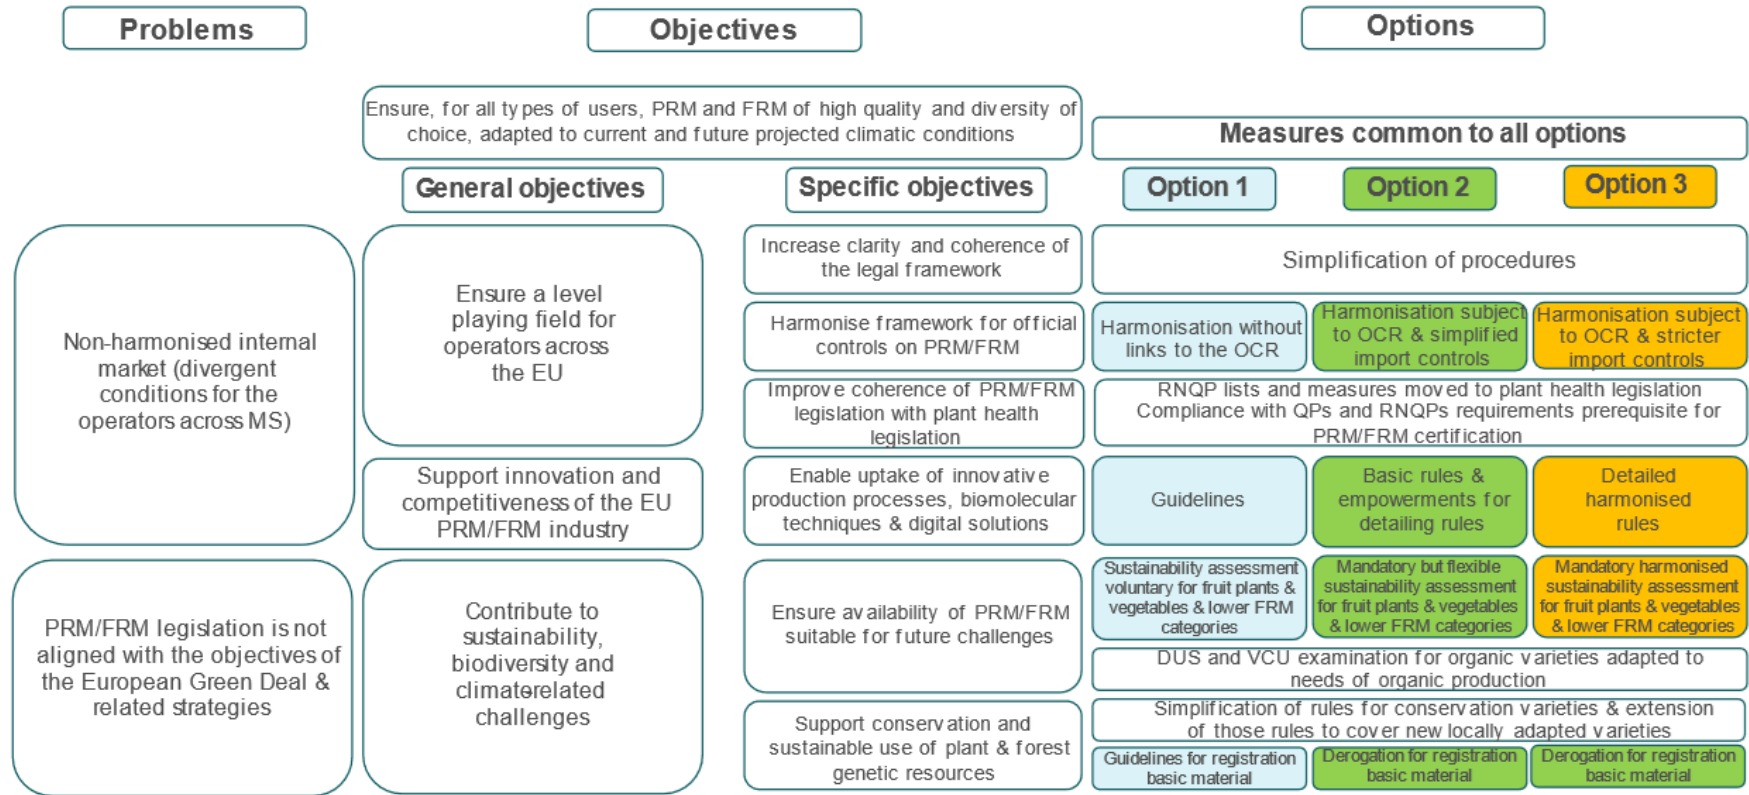 Problems
Objectives
Options
Ensure, for all types of users, PRM and FRM of high quality and diversity of
choice, adapted to current and future projected climatic conditions
Measures common to all options
General objectives
Specific objectives
Option 1
Option 2
Option 3
Non-harmonised internal
market (divergent
conditions for the
operators across MS)
Ensure a level
playing field for
operators across
the EU
Increase clarity and coherence of
the legal framework
Simplification of procedures
Harmonise framework for official
controls on PRM/FRM
Harmonisation without
links to the OCR
Harmonisation subject
to OCR & simplified
import controls
Harmonisation subject
to OCR & stricter
import controls
Improve coherence of PRM/FRM
legislation with plant health
legislation
RNQP lists and measures moved to plant health legislation
Compliance with QPs and RNQPs requirements prerequisite for
PRM/FRM certification
Support innovation and
competitiveness of the EU
PRM/FRM industry
Enable uptake of innovative
production processes, bio-molecular
techniques & digital solutions
Guidelines
Basic rules &
empowerments for
detailing rules
Detailed
harmonised
rules
PRM/FRM legislation is not
aligned with the objectives of
the European Green Deal &
related strategies
Contribute to
sustainability,
biodiversity and
climate-related
challenges
Ensure availability of PRM/FRM
suitable for future challenges
Sustainability assessment
voluntary for fruit plants &
vegetables & lower FRM
categories
Mandatory but flexible
sustainability assessment
for fruit plants & vegetables
& lower FRM categories
Mandatory harmonised
sustainability assessment
for fruit plants & vegetables
& lower FRM categories
DUS and VCU examination for organic varieties adapted to
needs of organic production
Support conservation and
sustainable use of plant & forest
genetic resources
Simplification of rules for conservation varieties & extension
of those rules to cover new locally adapted varieties
Guidelines for registration
basic material
Derogation for registration
basic material
Derogation for registration
basic material